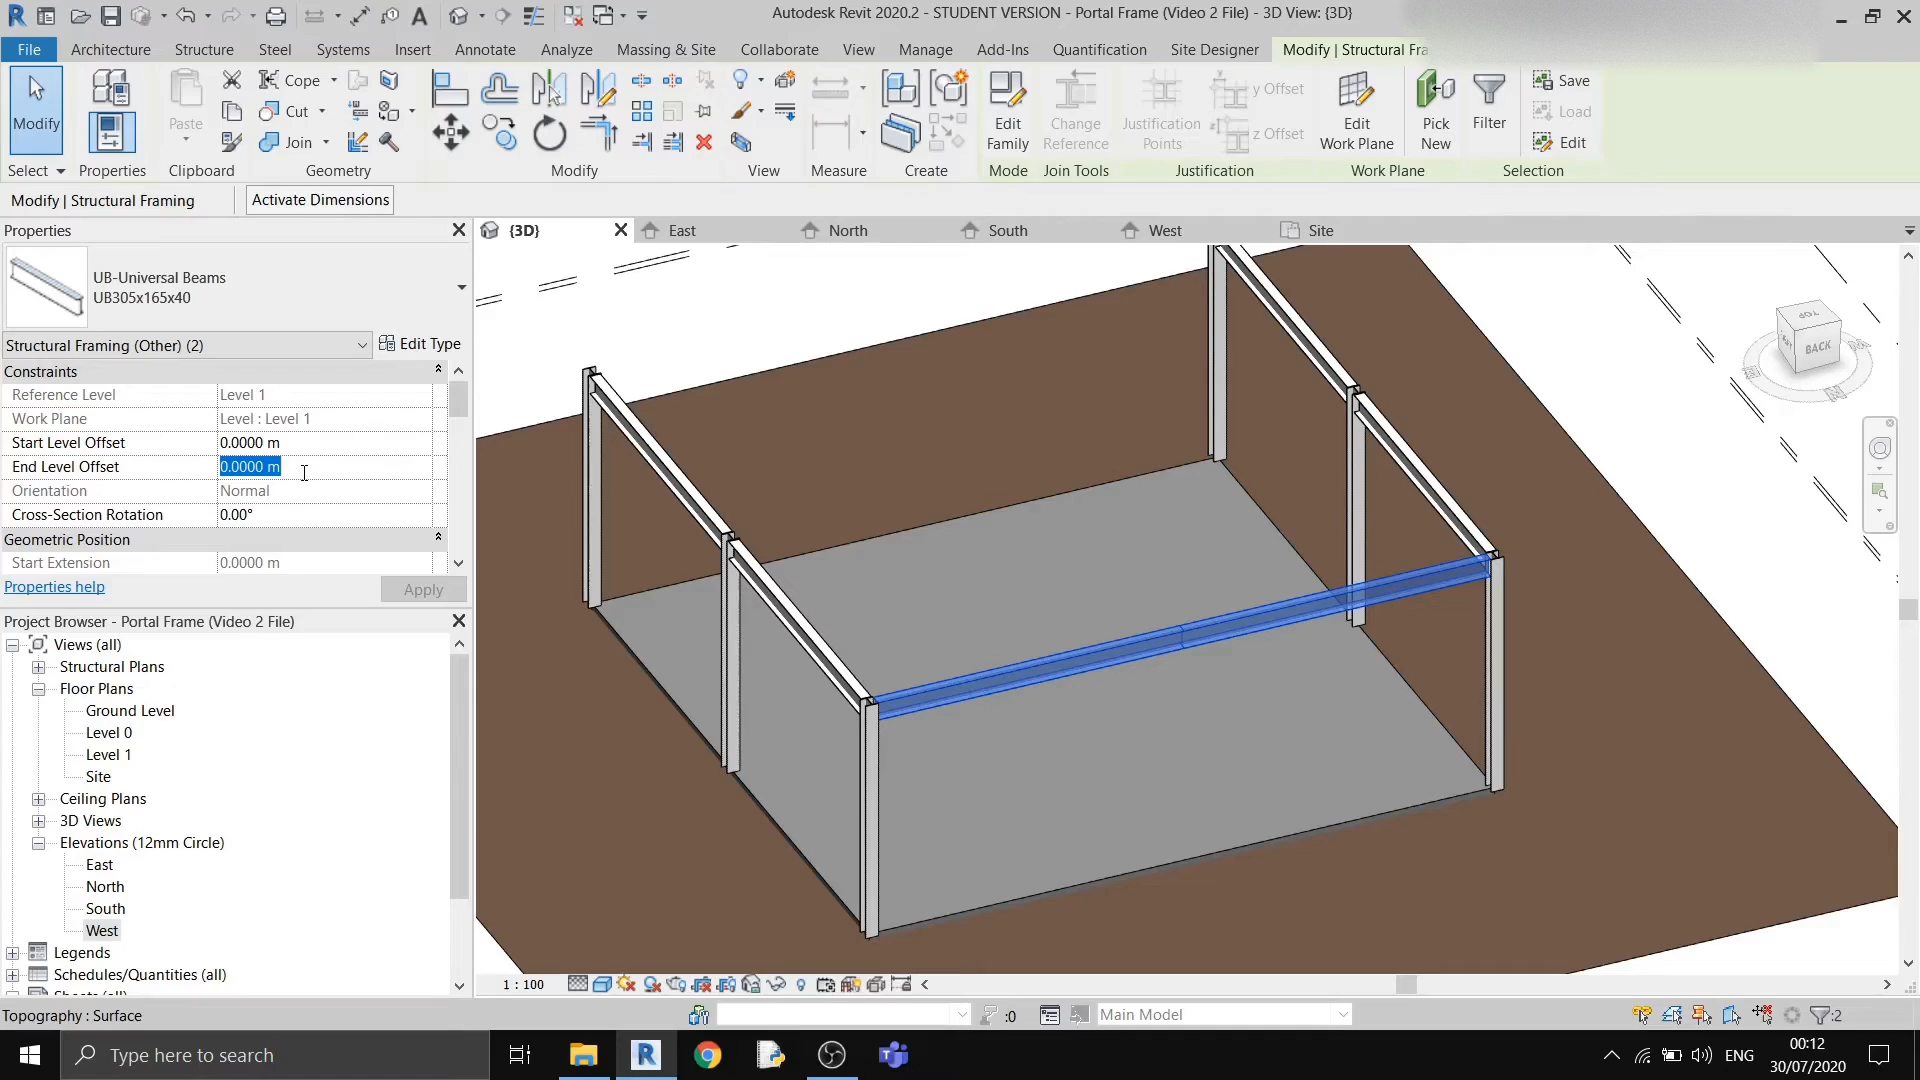 Autodesk Revit 2020.2 - STUDENT VERSION - Portal Frame (Video 2 File) - 3D View: {3D}
File Architecture Structure Steel Systems Insert Annotate Analyze Massing & Site Collaborate View Manage Add-Ins Quantification Site Designer Modify | Structural Fra
Modify
Paste
Cope
Cut
Join
Edit Family
Change Reference
Justification Points
y Offset
z Offset
Edit Work Plane
Pick New
Filter
Save
Load
Edit
Select Properties Clipboard Geometry Modify View Measure Create Mode Join Tools Justification Work Plane Selection
Modify | Structural Framing Activate Dimensions
Properties
{3D} East North South West Site
UB-Universal Beams
UB305x165x40
Structural Framing (Other) (2) Edit Type
Constraints
Reference Level Level 1
Work Plane Level : Level 1
Start Level Offset 0.0000 m
End Level Offset 0.0000 m
Orientation Normal
Cross-Section Rotation 0.00°
Geometric Position
Start Extension 0.0000 m
Properties help Apply
TOP
BACK
Project Browser - Portal Frame (Video 2 File)
Views (all)
Structural Plans
Floor Plans
Ground Level
Level 0
Level 1
Site
Ceiling Plans
3D Views
Elevations (12mm Circle)
East
North
South
West
Legends
Schedules/Quantities (all)
1 : 100
Topography : Surface :0 Main Model :2
Type here to search
ENG
00:12
30/07/2020